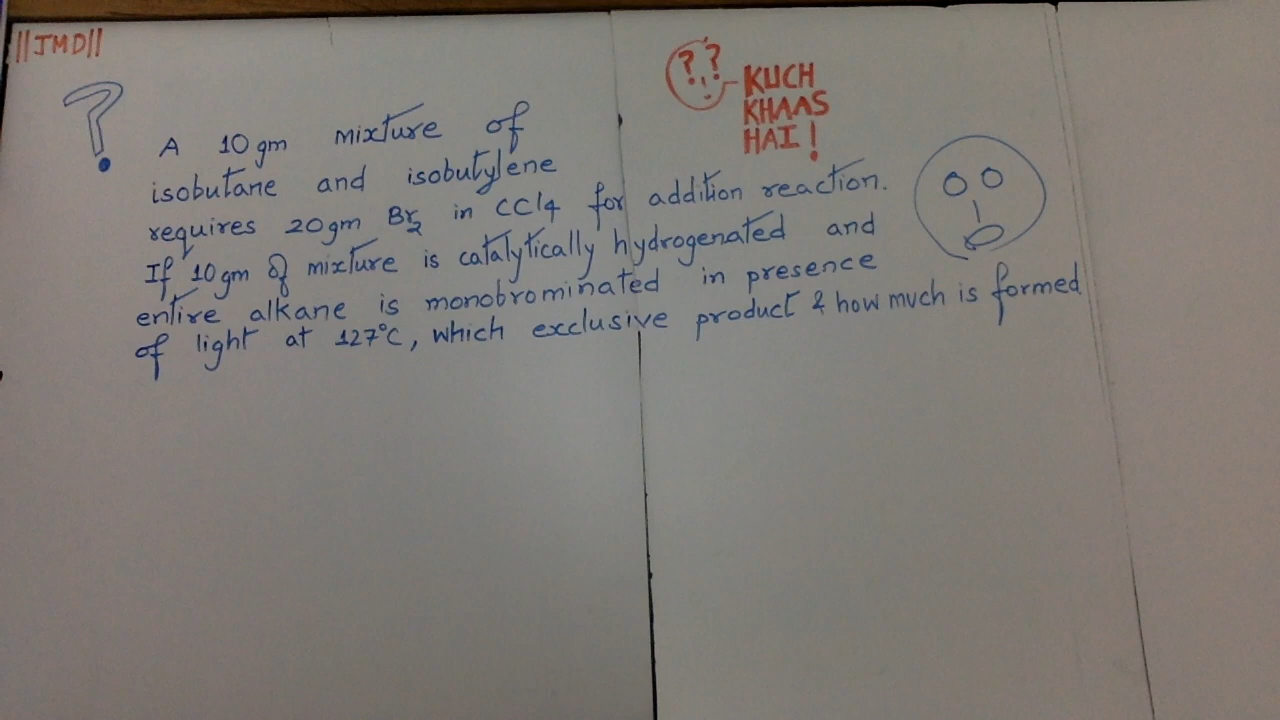 ||JMD||
??
KUCH
KHAAS
HAI !
?
A 10 gm mixture of
isobutane and isobutylene
requires 20 gm Br2 in CCl4 for addition reaction.
If 10 gm of mixture is catalytically hydrogenated and
entire alkane is monobrominated in presence
of light at 127°C, which exclusive product & how much is formed